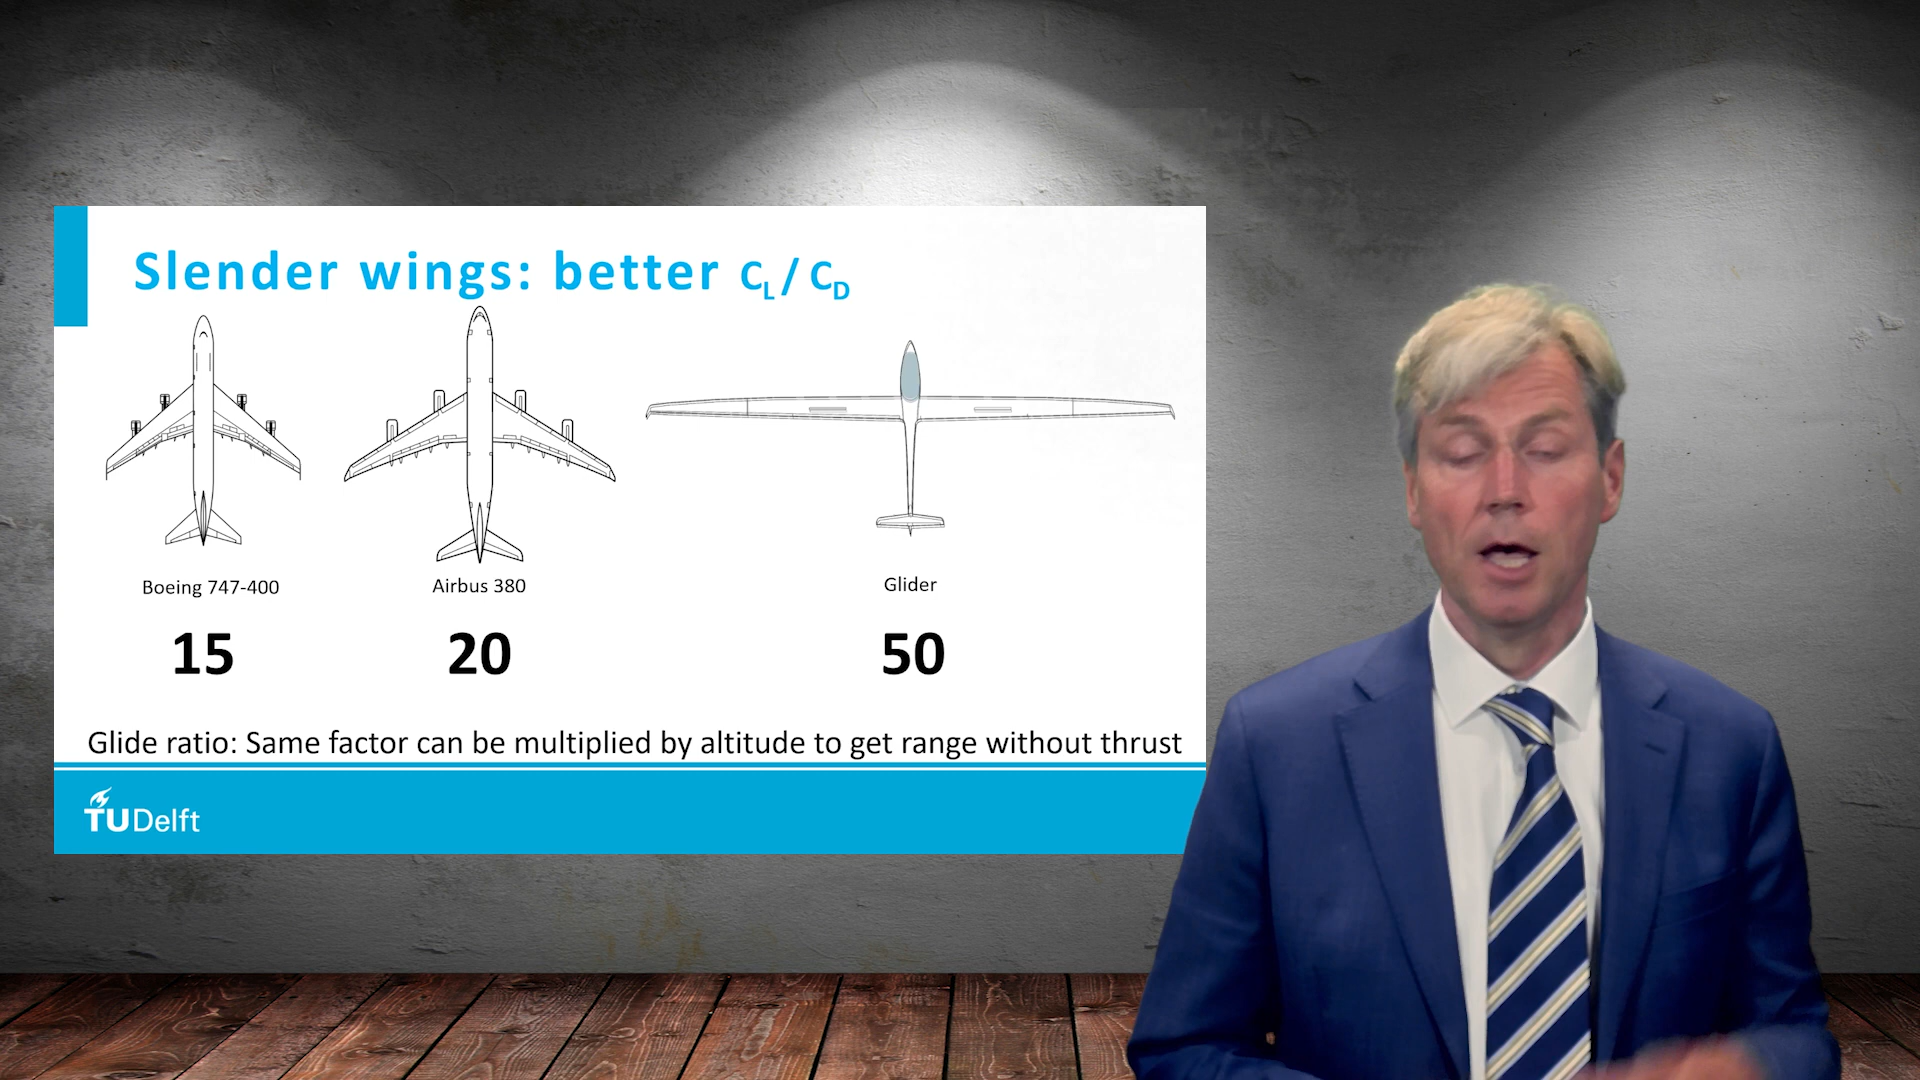 Slender wings: better CL/CD
Boeing 747-400
Airbus 380
Glider
15
20
50
Glide ratio: Same factor can be multiplied by altitude to get range without thrust
TUDelft